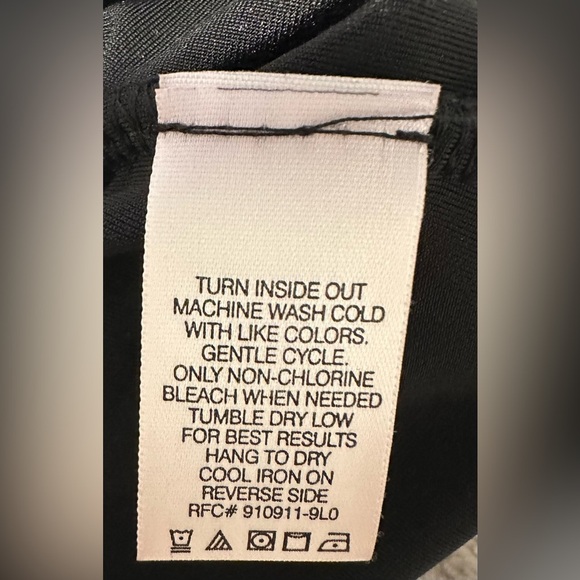 TURN INSIDE OUT
MACHINE WASH COLD
WITH LIKE COLORS.
GENTLE CYCLE.
ONLY NON-CHLORINE
BLEACH WHEN NEEDED
TUMBLE DRY LOW
FOR BEST RESULTS
HANG TO DRY
COOL IRON ON
REVERSE SIDE
RFC# 910911-9L0